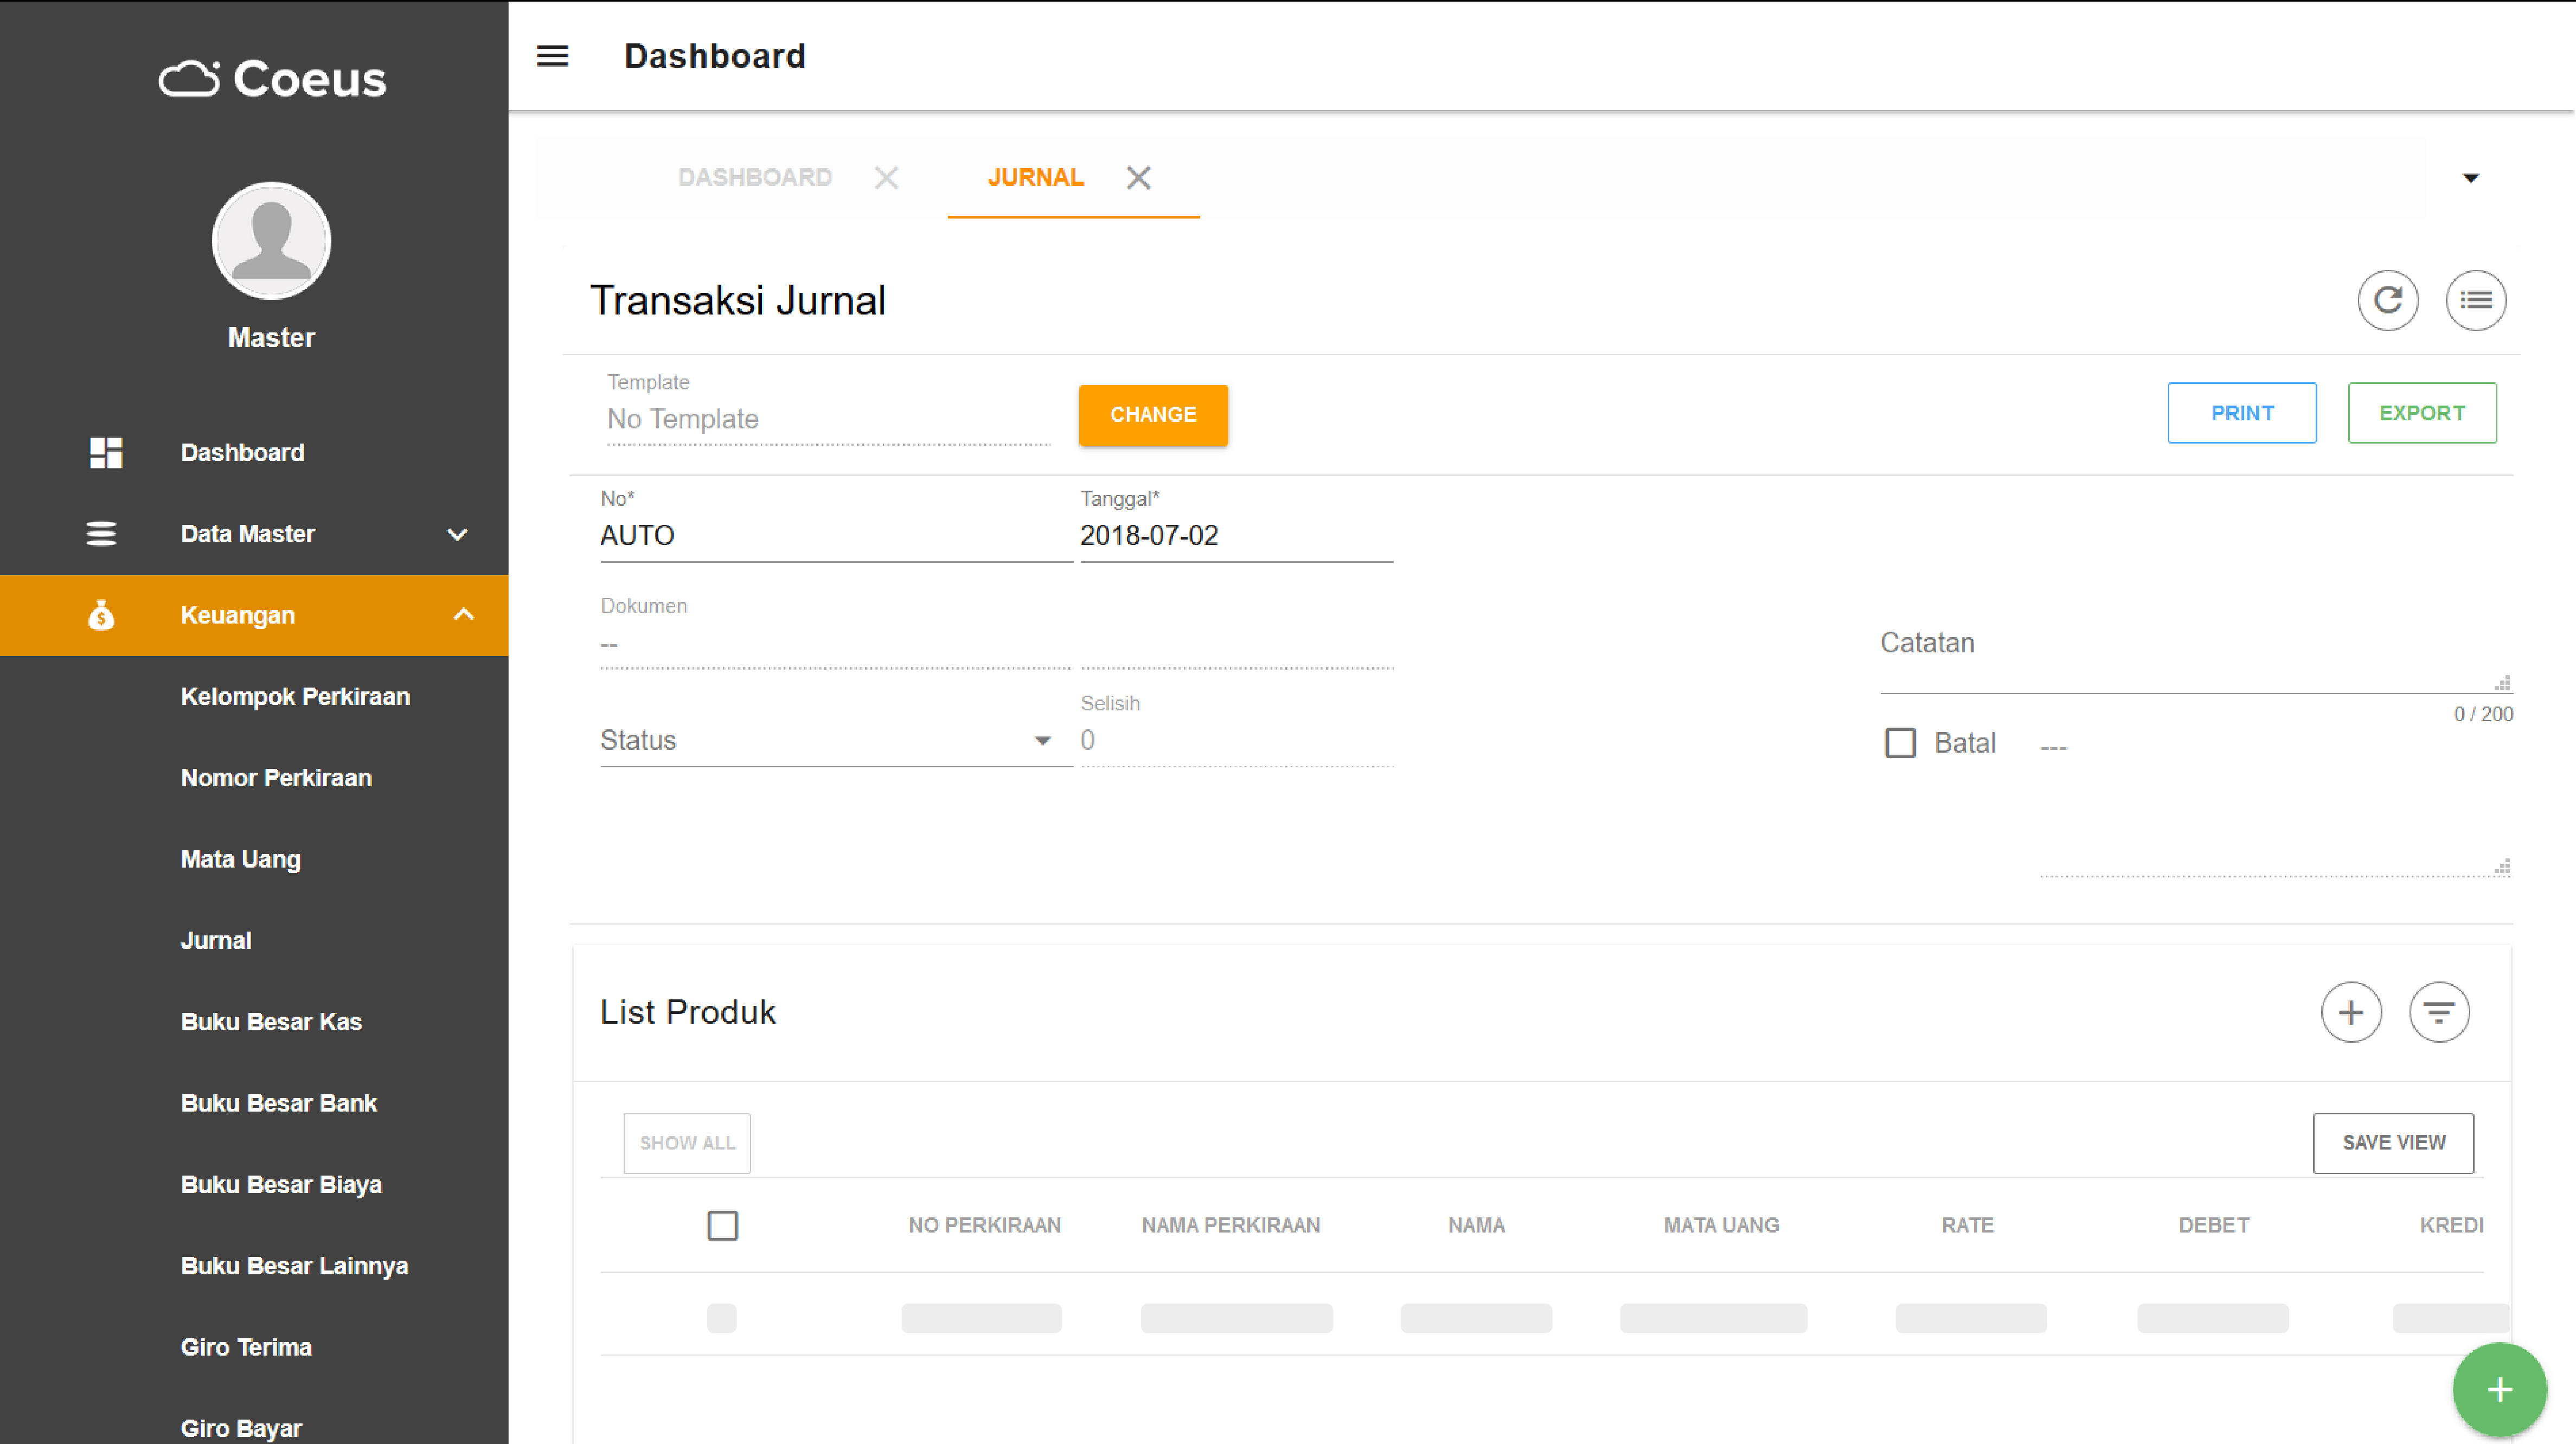 Coeus
Master
Dashboard
Data Master
Keuangan
Kelompok Perkiraan
Nomor Perkiraan
Mata Uang
Jurnal
Buku Besar Kas
Buku Besar Bank
Buku Besar Biaya
Buku Besar Lainnya
Giro Terima
Giro Bayar
Dashboard
DASHBOARD JURNAL
Transaksi Jurnal
Template
No Template CHANGE PRINT EXPORT
No* Tanggal*
AUTO 2018-07-02
Dokumen
--
Catatan
0 / 200
Selisih
Status 0
Batal ---
List Produk
SHOW ALL SAVE VIEW
NO PERKIRAAN NAMA PERKIRAAN NAMA MATA UANG RATE DEBET KREDI